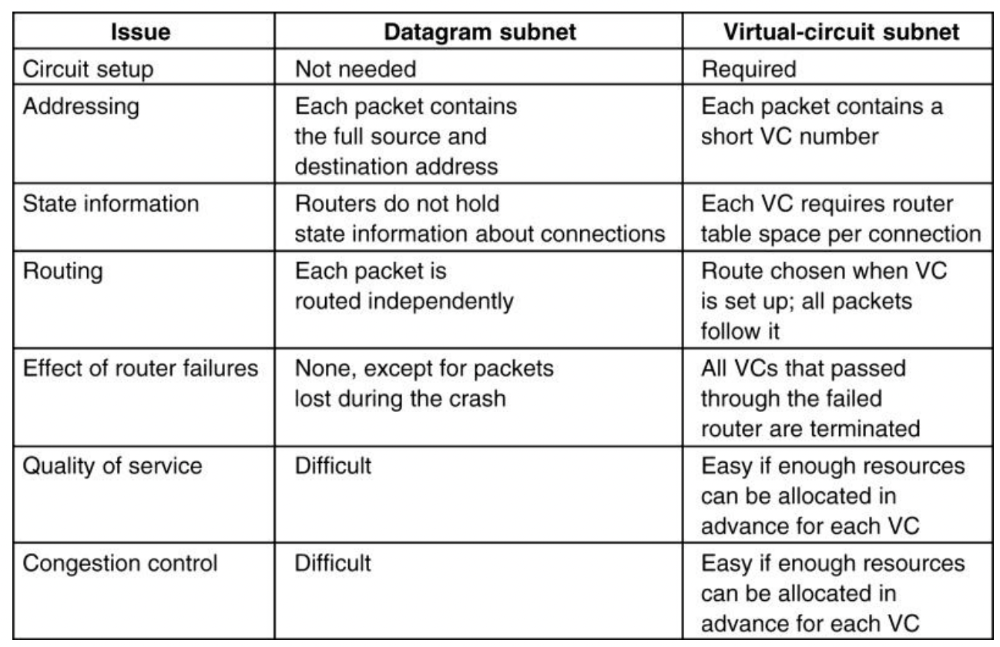 Issue Datagram subnet Virtual-circuit subnet
Circuit setup Not needed Required
Addressing Each packet contains Each packet contains a
the full source and short VC number
destination address
State information Routers do not hold Each VC requires router
state information about connections table space per connection
Routing Each packet is Route chosen when VC
routed independently is set up; all packets
follow it
Effect of router failures None, except for packets All VCs that passed
lost during the crash through the failed
router are terminated
Quality of service Difficult Easy if enough resources
can be allocated in
advance for each VC
Congestion control Difficult Easy if enough resources
can be allocated in
advance for each VC